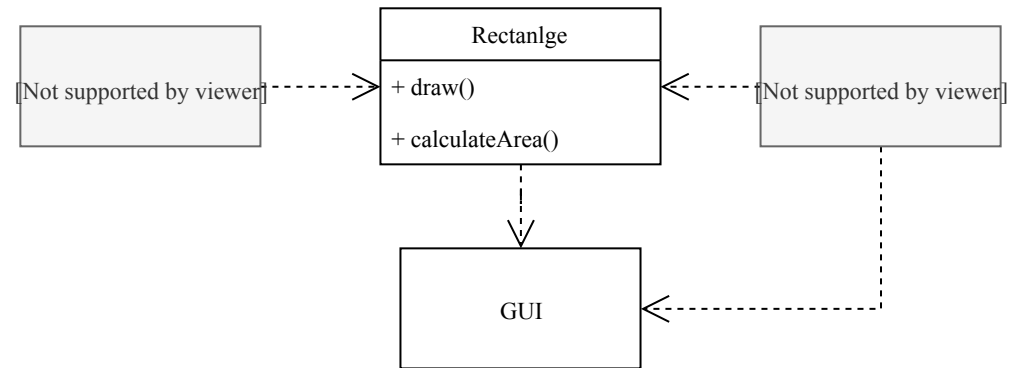 Rectanlge
[Not supported by viewer]
+ draw()
[Not supported by viewer]
+ calculateArea()
GUI